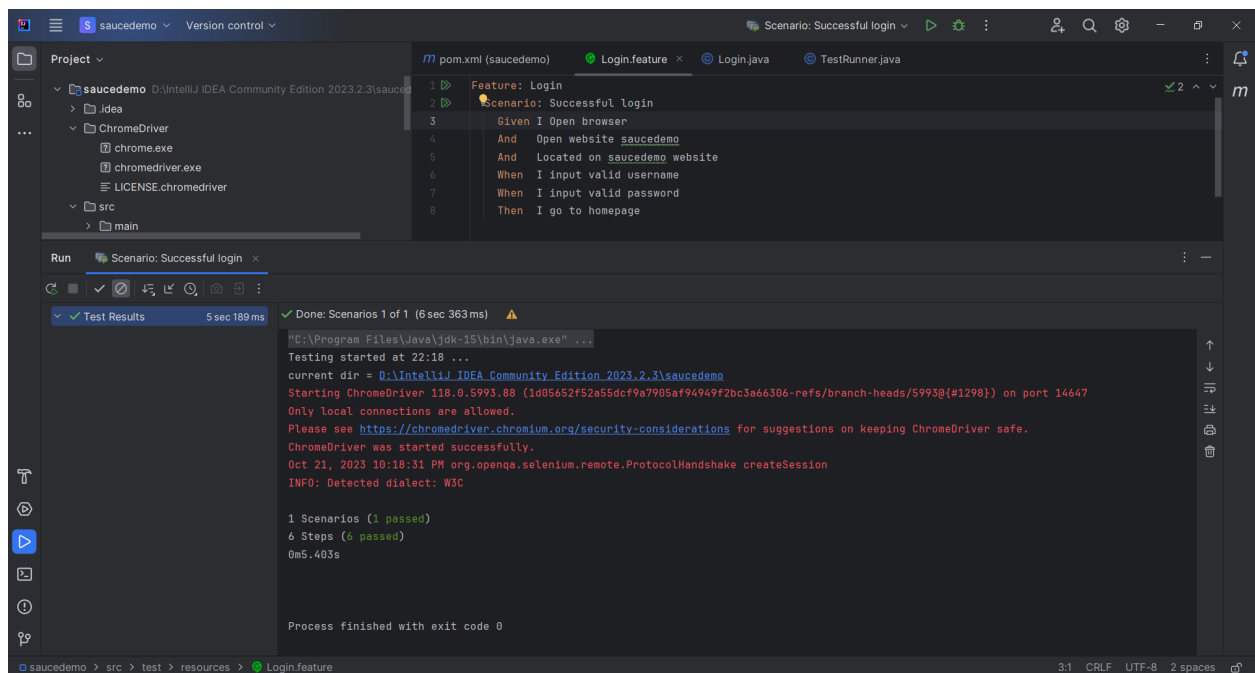 saucedemo Version control Scenario: Successful login
Project
pom.xml (saucedemo) Login.feature Login.java TestRunner.java
saucedemo D:\IntelliJ IDEA Community Edition 2023.2.3\sauced
.idea
ChromeDriver
chrome.exe
chromedriver.exe
LICENSE.chromedriver
src
main
1 Feature: Login
2 Scenario: Successful login
3 Given I Open browser
4 And Open website saucedemo
5 And Located on saucedemo website
6 When I input valid username
7 When I input valid password
8 Then I go to homepage
2
Run Scenario: Successful login
Test Results 5 sec 189 ms
Done: Scenarios 1 of 1 (6 sec 363 ms)
"C:\Program Files\Java\jdk-15\bin\java.exe" ...
Testing started at 22:18 ...
current dir = D:\IntelliJ IDEA Community Edition 2023.2.3\saucedemo
Starting ChromeDriver 118.0.5993.88 (1d05652f52a55dcf9a7905af94949f2bc3a66306-refs/branch-heads/5993@{#1298}) on port 14647
Only local connections are allowed.
Please see https://chromedriver.chromium.org/security-considerations for suggestions on keeping ChromeDriver safe.
ChromeDriver was started successfully.
Oct 21, 2023 10:18:31 PM org.openqa.selenium.remote.ProtocolHandshake createSession
INFO: Detected dialect: W3C
1 Scenarios (1 passed)
6 Steps (6 passed)
0m5.403s
Process finished with exit code 0
saucedemo > src > test > resources > Login.feature
3:1 CRLF UTF-8 2 spaces